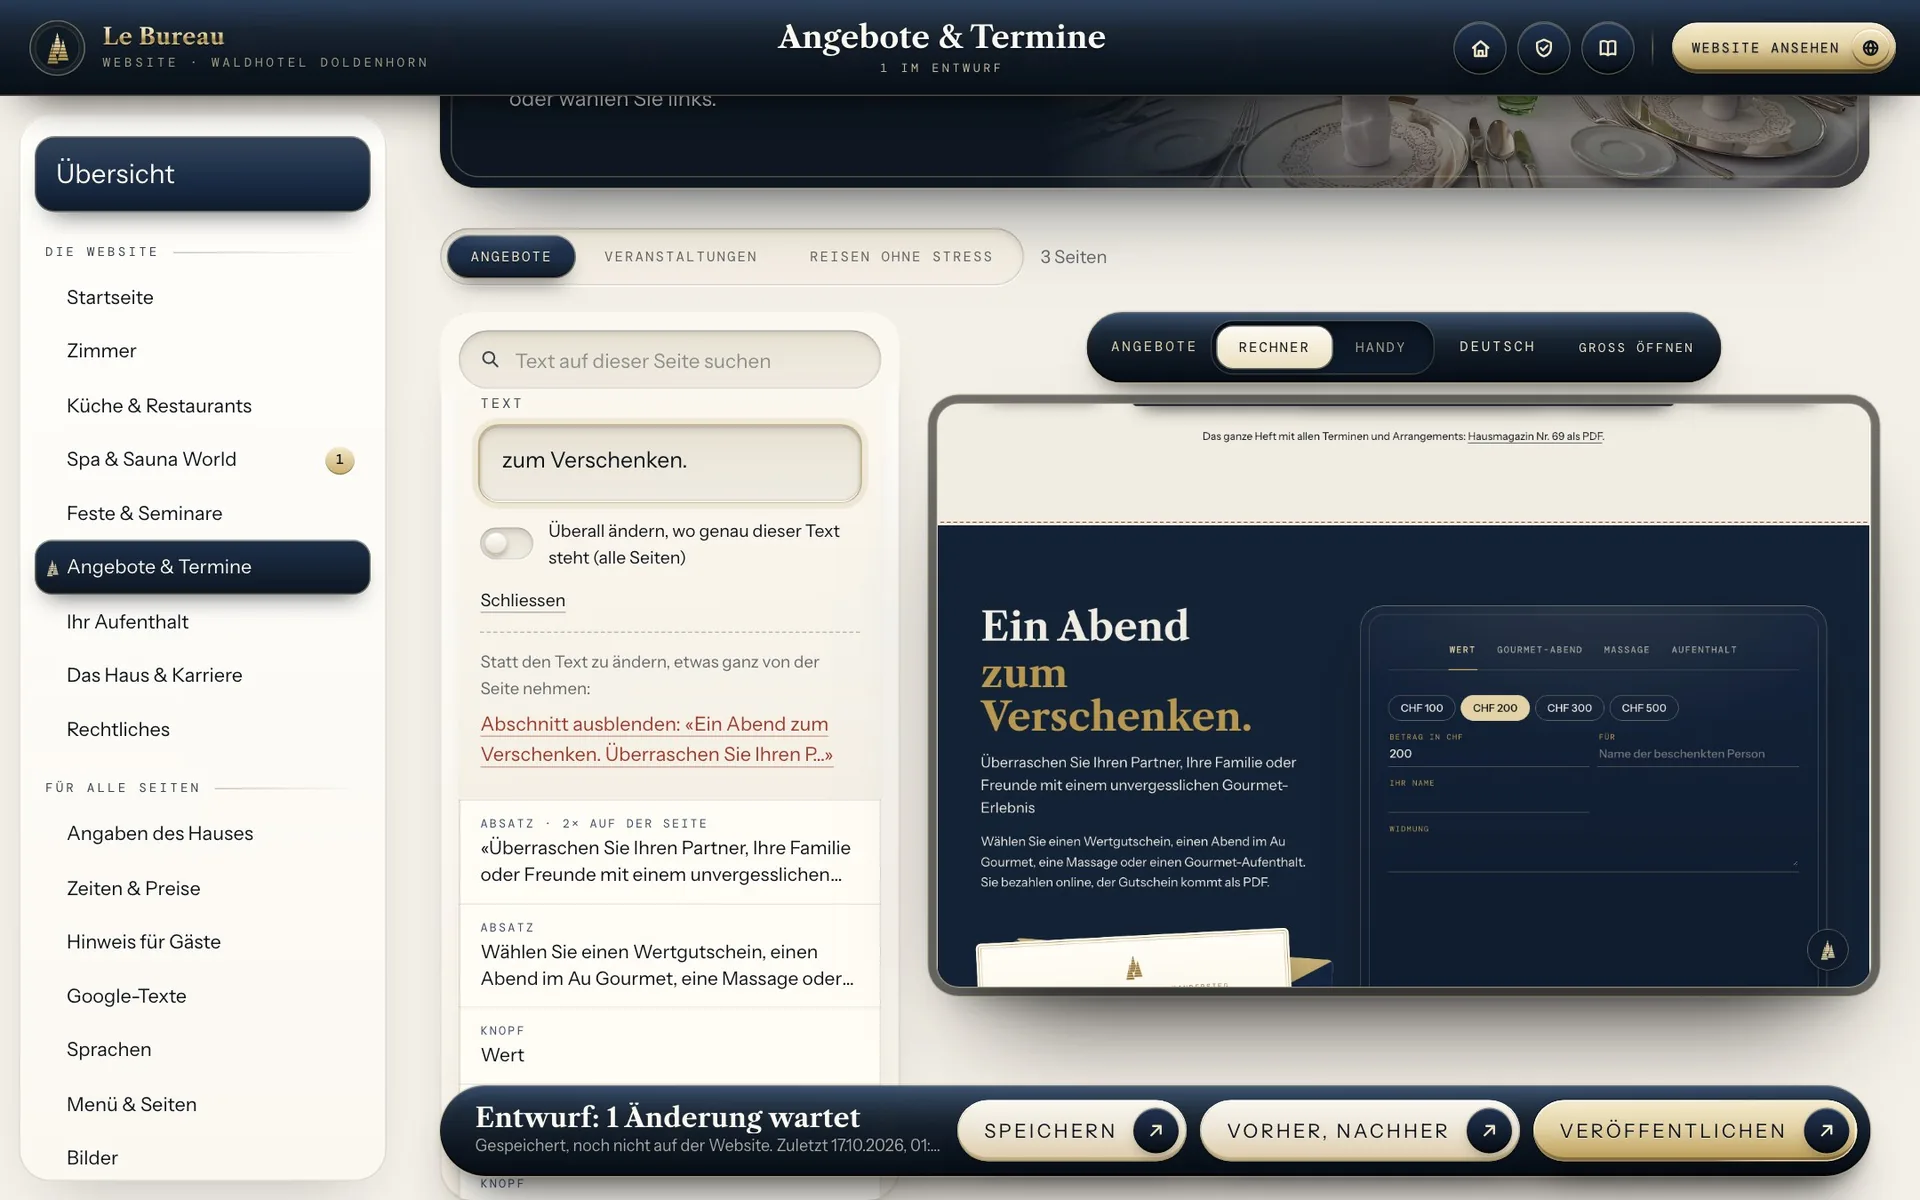 Le Bureau
WEBSITE · WALDHOTEL DOLDENHORN
Angebote & Termine
1 IM ENTWURF
WEBSITE ANSEHEN
oder wählen Sie links.
Übersicht
DIE WEBSITE
Startseite
Zimmer
Küche & Restaurants
Spa & Sauna World
1
Feste & Seminare
Angebote & Termine
Ihr Aufenthalt
Das Haus & Karriere
Rechtliches
FÜR ALLE SEITEN
Angaben des Hauses
Zeiten & Preise
Hinweis für Gäste
Google-Texte
Sprachen
Menü & Seiten
Bilder
ANGEBOTE
VERANSTALTUNGEN
REISEN OHNE STRESS
3 Seiten
Text auf dieser Seite suchen
TEXT
zum Verschenken.
Überall ändern, wo genau dieser Text
steht (alle Seiten)
Schliessen
Statt den Text zu ändern, etwas ganz von der
Seite nehmen:
Abschnitt ausblenden: «Ein Abend zum
Verschenken. Überraschen Sie Ihren P...»
ABSATZ · 2× AUF DER SEITE
«Überraschen Sie Ihren Partner, Ihre Familie
oder Freunde mit einem unvergesslichen...
ABSATZ
Wählen Sie einen Wertgutschein, einen
Abend im Au Gourmet, eine Massage oder...
KNOPF
Wert
KNOPF
ANGEBOTE
RECHNER
HANDY
DEUTSCH
GROSS ÖFFNEN
Das ganze Heft mit allen Terminen und Arrangements: Hausmagazin Nr. 69 als PDF.
Ein Abend
zum
Verschenken.
Überraschen Sie Ihren Partner, Ihre Familie oder
Freunde mit einem unvergesslichen Gourmet-
Erlebnis
Wählen Sie einen Wertgutschein, einen Abend im Au
Gourmet, eine Massage oder einen Gourmet-Aufenthalt.
Sie bezahlen online, der Gutschein kommt als PDF.
WERT
GOURMET-ABEND
MASSAGE
AUFENTHALT
CHF 100
CHF 200
CHF 300
CHF 500
BETRAG IN CHF
200
FÜR
Name der beschenkten Person
IHR NAME
WIDMUNG
Entwurf: 1 Änderung wartet
Gespeichert, noch nicht auf der Website. Zuletzt 17.10.2026, 01:...
SPEICHERN
VORHER, NACHHER
VERÖFFENTLICHEN